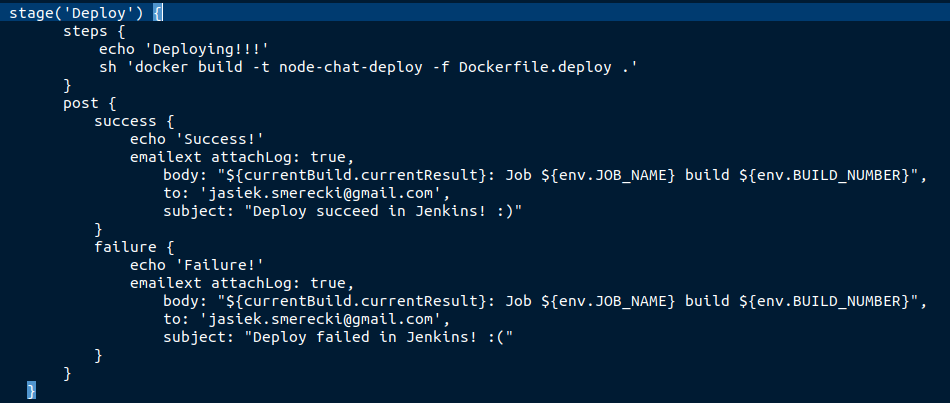 stage('Deploy') {
steps {
echo 'Deploying!!!'
sh 'docker build -t node-chat-deploy -f Dockerfile.deploy .'
}
post {
success {
echo 'Success!'
emailext attachLog: true,
body: "${currentBuild.currentResult}: Job ${env.JOB_NAME} build ${env.BUILD_NUMBER}",
to: 'jasiek.smerecki@gmail.com',
subject: "Deploy succeed in Jenkins! :)"
}
failure {
echo 'Failure!'
emailext attachLog: true,
body: "${currentBuild.currentResult}: Job ${env.JOB_NAME} build ${env.BUILD_NUMBER}",
to: 'jasiek.smerecki@gmail.com',
subject: "Deploy failed in Jenkins! :("
}
}
}